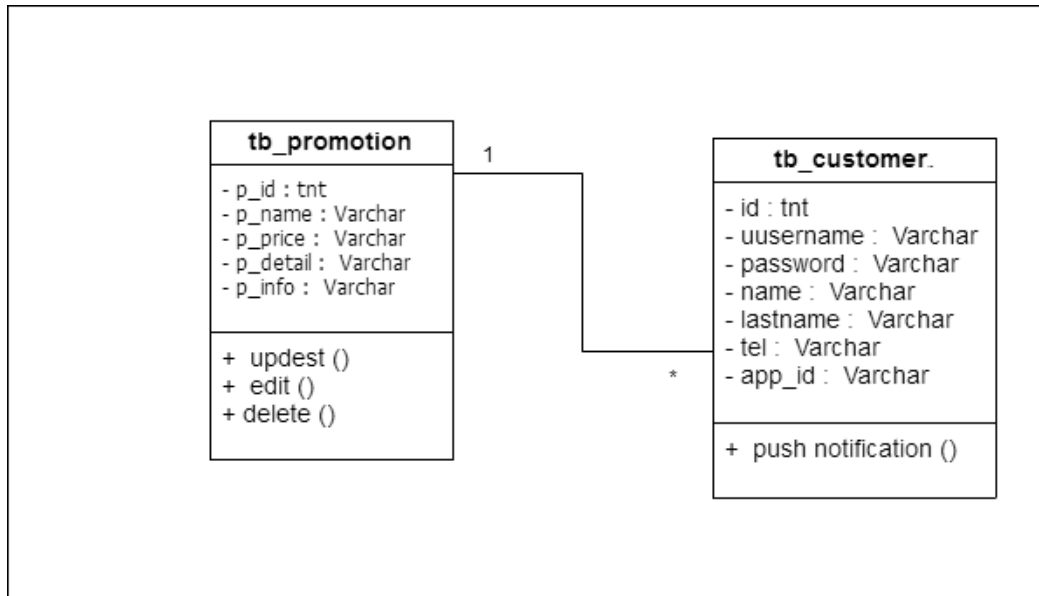 tb_promotion
- p_id : tnt
- p_name : Varchar
- p_price : Varchar
- p_detail : Varchar
- p_info : Varchar
+ updest ()
+ edit ()
+ delete ()
1
*
tb_customer..
- id : tnt
- uusername : Varchar
- password : Varchar
- name : Varchar
- lastname : Varchar
- tel : Varchar
- app_id : Varchar
+ push notification ()